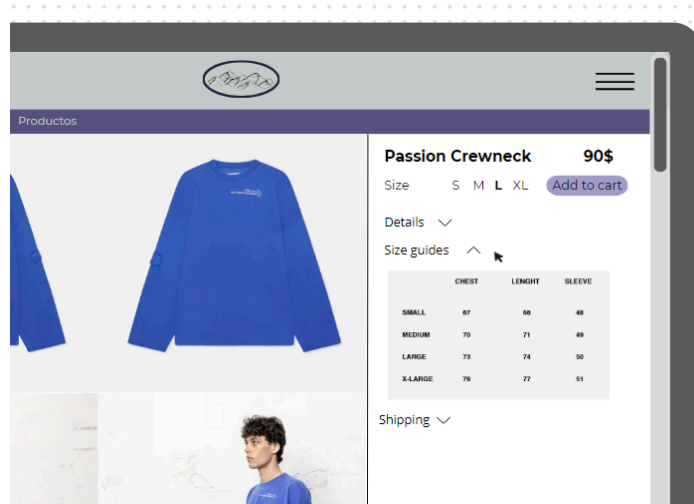 Productos
Passion Crewneck 90$
Size S M L XL Add to cart
Details
Size guides
CHEST LENGHT SLEEVE
SMALL 67 68 48
MEDIUM 70 71 49
LARGE 73 74 50
X-LARGE 76 77 51
Shipping